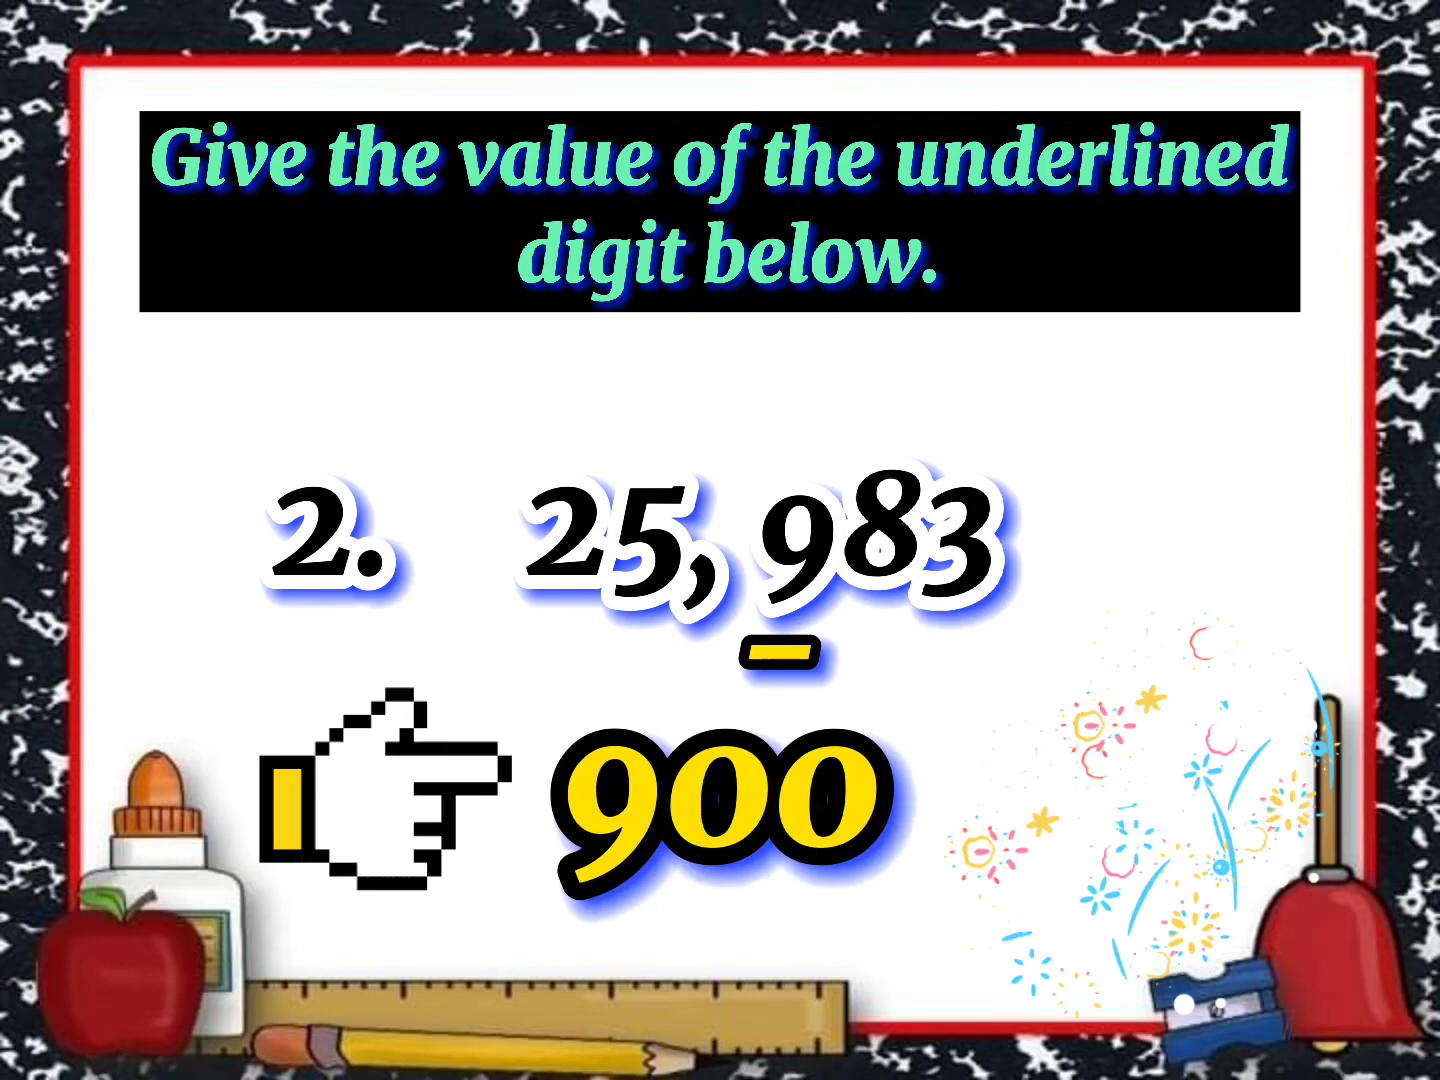 Give the value of the underlined
digit below.
2. 25, 983
900